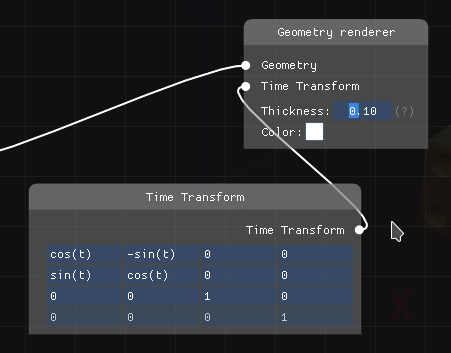 Geometry renderer
Geometry
Time Transform
Thickness: 0.10 (?)
Color:
Time Transform
Time Transform
cos(t) -sin(t) 0 0
sin(t) cos(t) 0 0
0 0 1 0
0 0 0 1